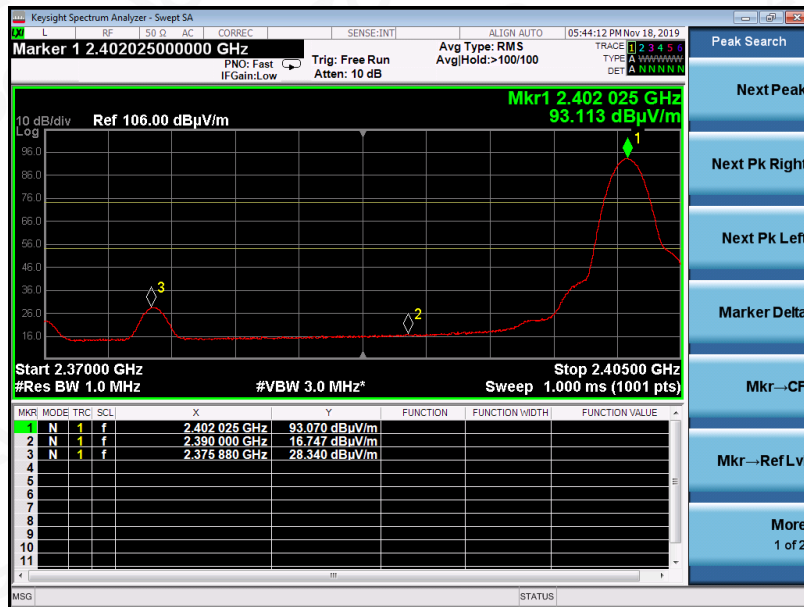 Keysight Spectrum Analyzer - Swept SA
L RF 50 Ω AC CORREC SENSE:INT ALIGN AUTO 05:44:12 PM Nov 18, 2019
Marker 1 2.402025000000 GHz
PNO: Fast
IFGain:Low
Trig: Free Run
Atten: 10 dB
Avg Type: RMS
Avg|Hold:>100/100
TRACE 1 2 3 4 5 6
TYPE A WWWWW
DET A N N N N N
Peak Search
Mkr1 2.402 025 GHz
93.113 dBµV/m
10 dB/div Ref 106.00 dBµV/m
Log
96.0
86.0
76.0
66.0
56.0
46.0
36.0
26.0
16.0
1
2
3
Start 2.37000 GHz
Stop 2.40500 GHz
#Res BW 1.0 MHz #VBW 3.0 MHz* Sweep 1.000 ms (1001 pts)
MKR MODE TRC SCL X Y FUNCTION FUNCTION WIDTH FUNCTION VALUE
1 N 1 f 2.402 025 GHz 93.070 dBµV/m
2 N 1 f 2.390 000 GHz 16.747 dBµV/m
3 N 1 f 2.375 880 GHz 28.340 dBµV/m
4
5
6
7
8
9
10
11
MSG STATUS
Next Peak
Next Pk Right
Next Pk Left
Marker Delta
Mkr→CF
Mkr→Ref Lv
More
1 of 2